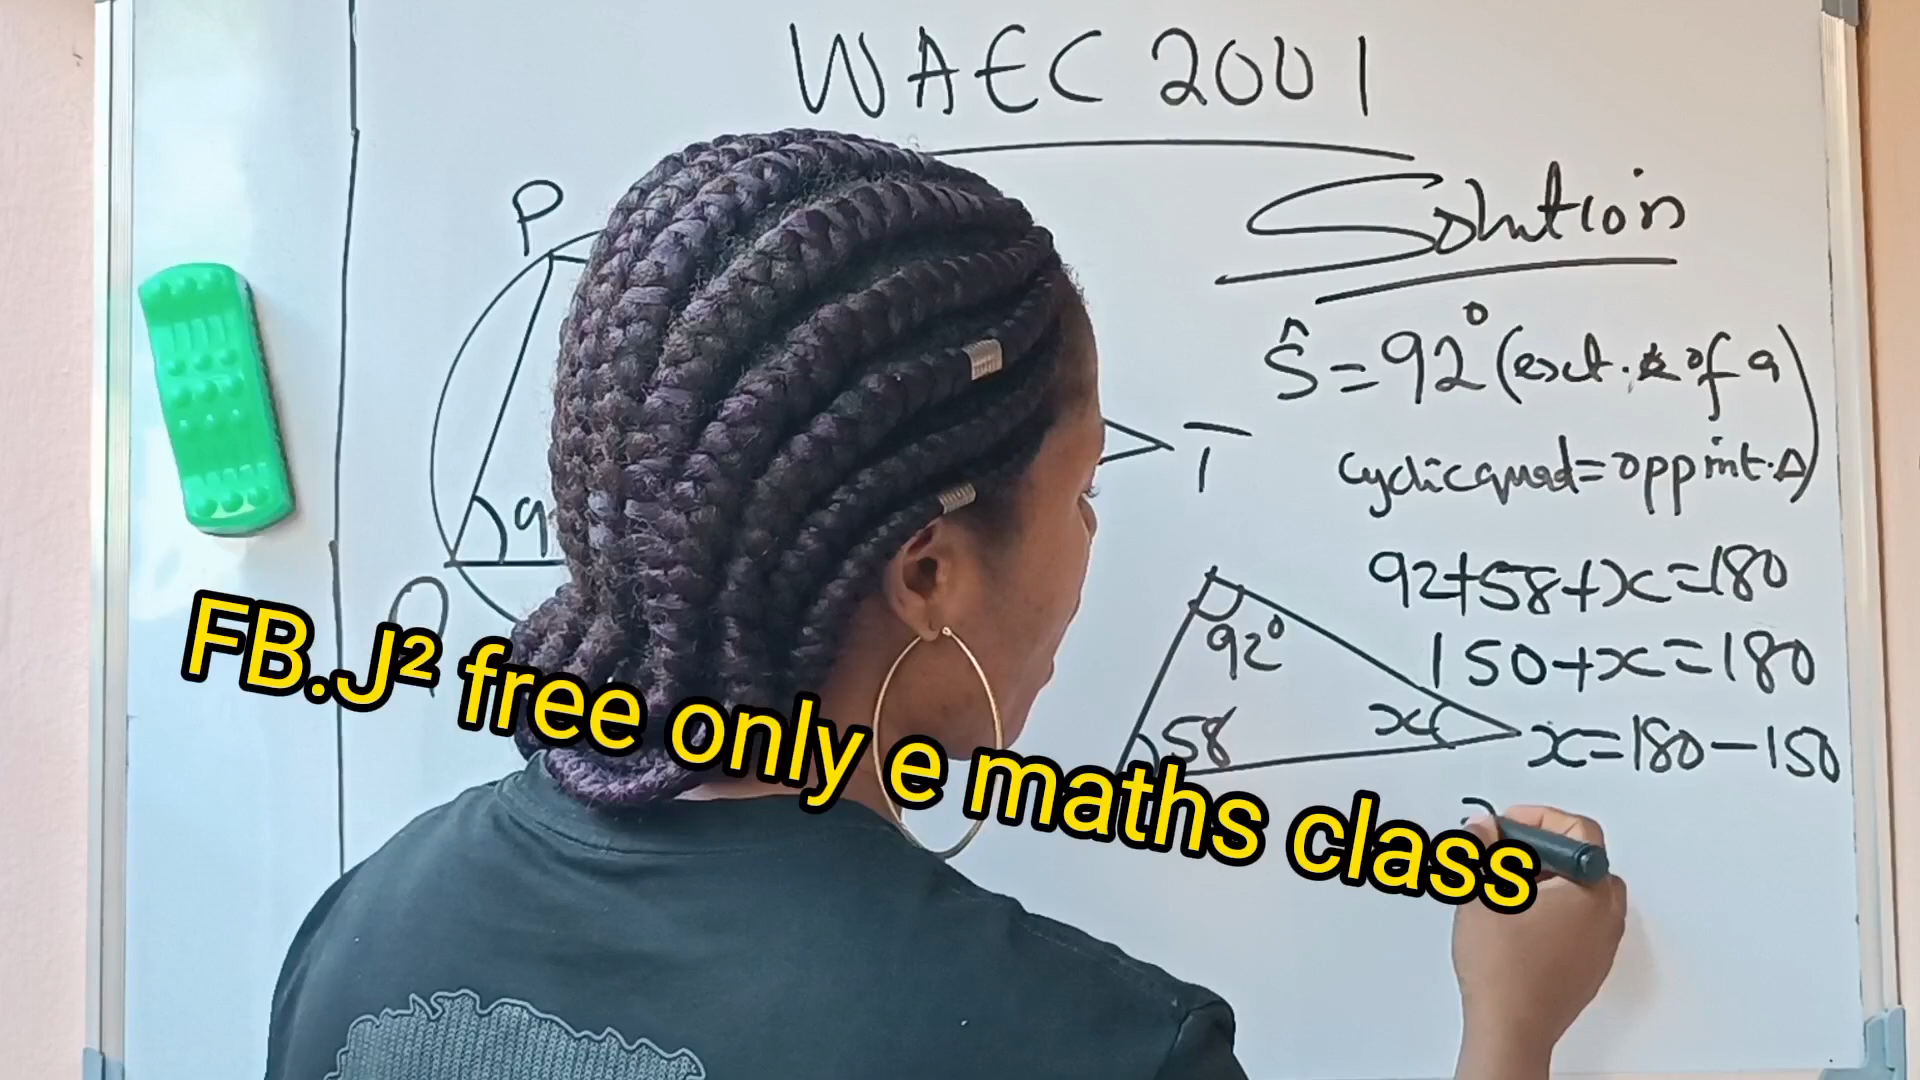 WAEC 2001
Solution
P
T
Q
Ŝ = 92° (ext. of a
cyclic quad = opp int.
92 + 58 + x = 180
150 + x = 180
x = 180 - 150
92°
58
x
FB.J² free only e maths class